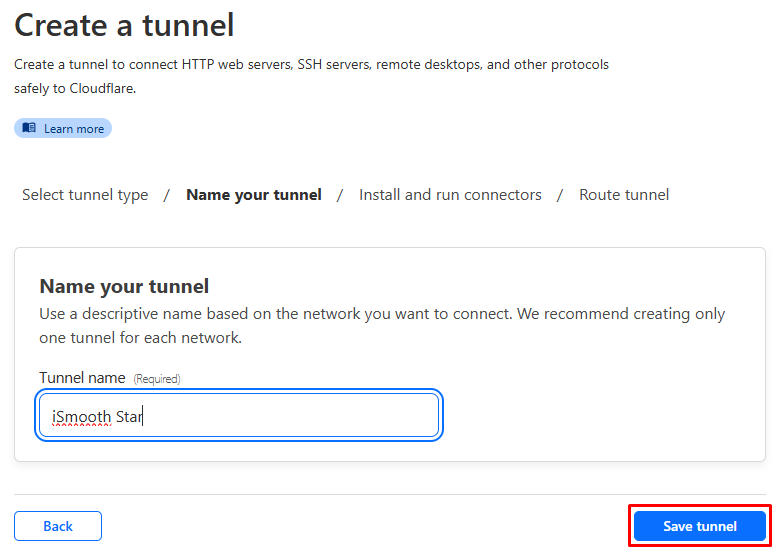 Create a tunnel
Create a tunnel to connect HTTP web servers, SSH servers, remote desktops, and other protocols
safely to Cloudflare.
Learn more
Select tunnel type / Name your tunnel / Install and run connectors / Route tunnel
Name your tunnel
Use a descriptive name based on the network you want to connect. We recommend creating only
one tunnel for each network.
Tunnel name (Required)
iSmooth Star
Back
Save tunnel